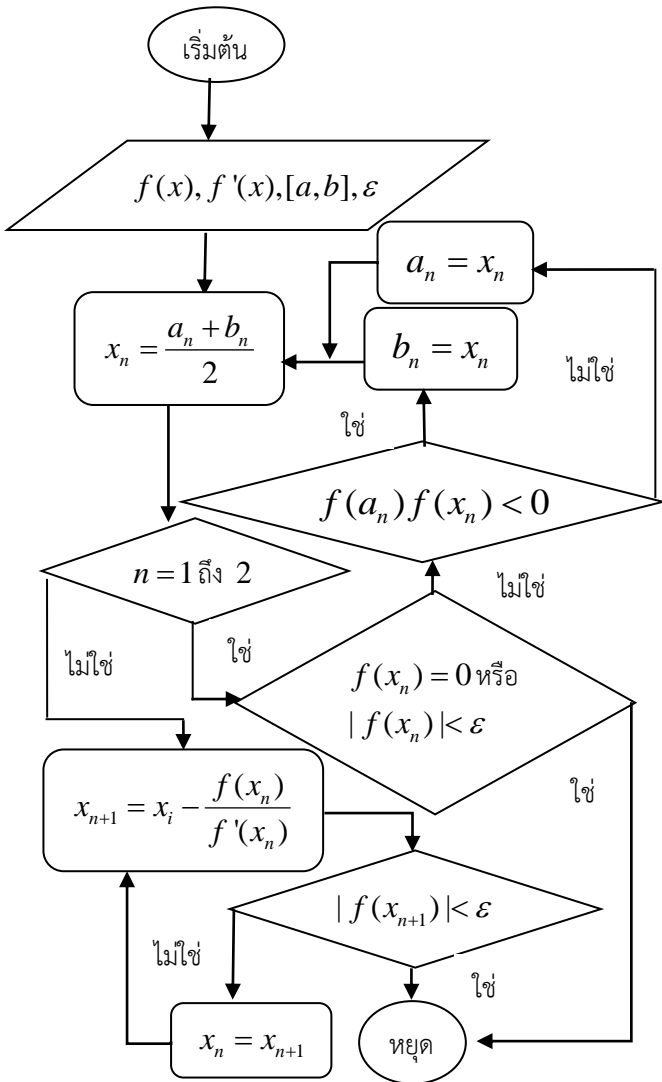 เริ่มต้น
f(x), f'(x),[a,b], ε
a_n = x_n
x_n = \frac{a_n + b_n}{2}
b_n = x_n
ไม่ใช่
ใช่
f(a_n) f(x_n) < 0
n = 1 ถึง 2
ไม่ใช่
ไม่ใช่
ใช่
f(x_n) = 0 หรือ
| f(x_n) |< ε
ใช่
x_{n+1} = x_i - \frac{f(x_n)}{f'(x_n)}
| f(x_{n+1}) |< ε
ไม่ใช่
ใช่
x_n = x_{n+1}
หยุด